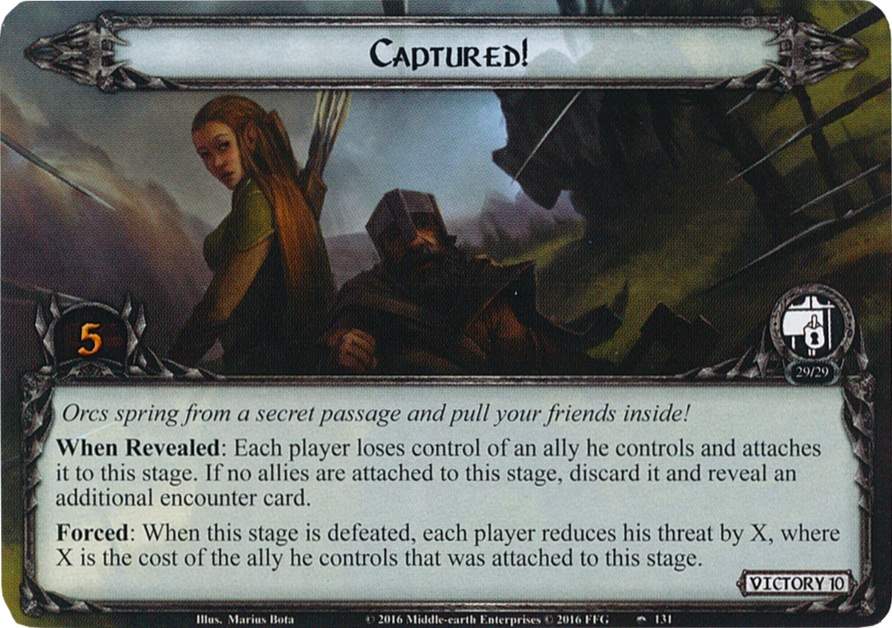 Captured!
5
29/29
Orcs spring from a secret passage and pull your friends inside!
When Revealed: Each player loses control of an ally he controls and attaches
it to this stage. If no allies are attached to this stage, discard it and reveal an
additional encounter card.
Forced: When this stage is defeated, each player reduces his threat by X, where
X is the cost of the ally he controls that was attached to this stage.
VICTORY 10
Illus. Marius Bota © 2016 Middle-earth Enterprises © 2016 FFG 131